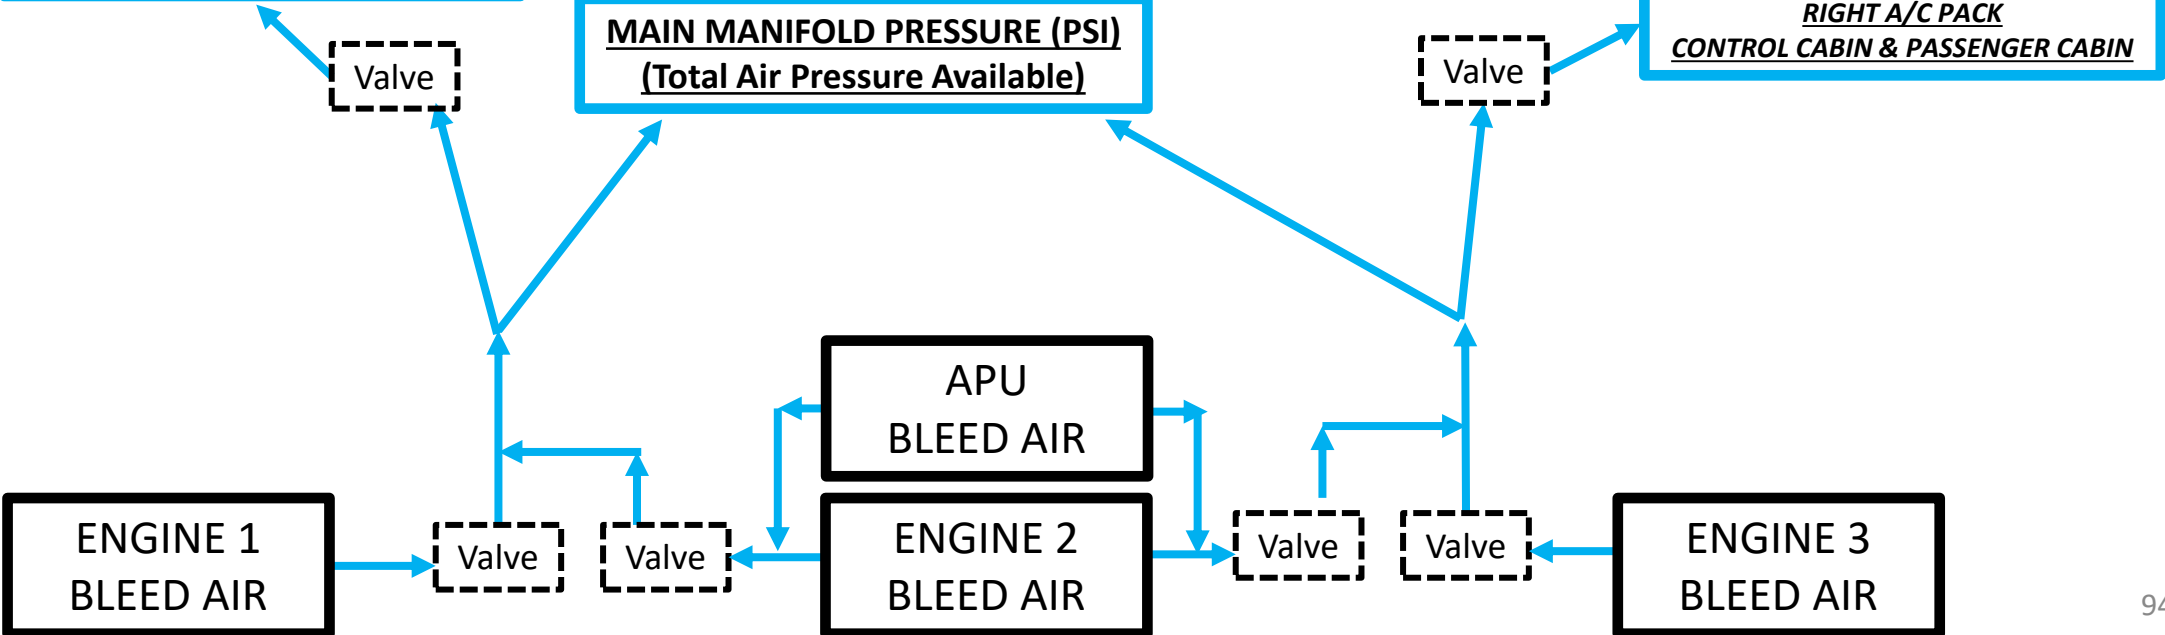 RIGHT A/C PACK
CONTROL CABIN & PASSENGER CABIN
MAIN MANIFOLD PRESSURE (PSI)
(Total Air Pressure Available)
Valve
Valve
APU
BLEED AIR
ENGINE 1
BLEED AIR
Valve
Valve
ENGINE 2
BLEED AIR
Valve
Valve
ENGINE 3
BLEED AIR
94